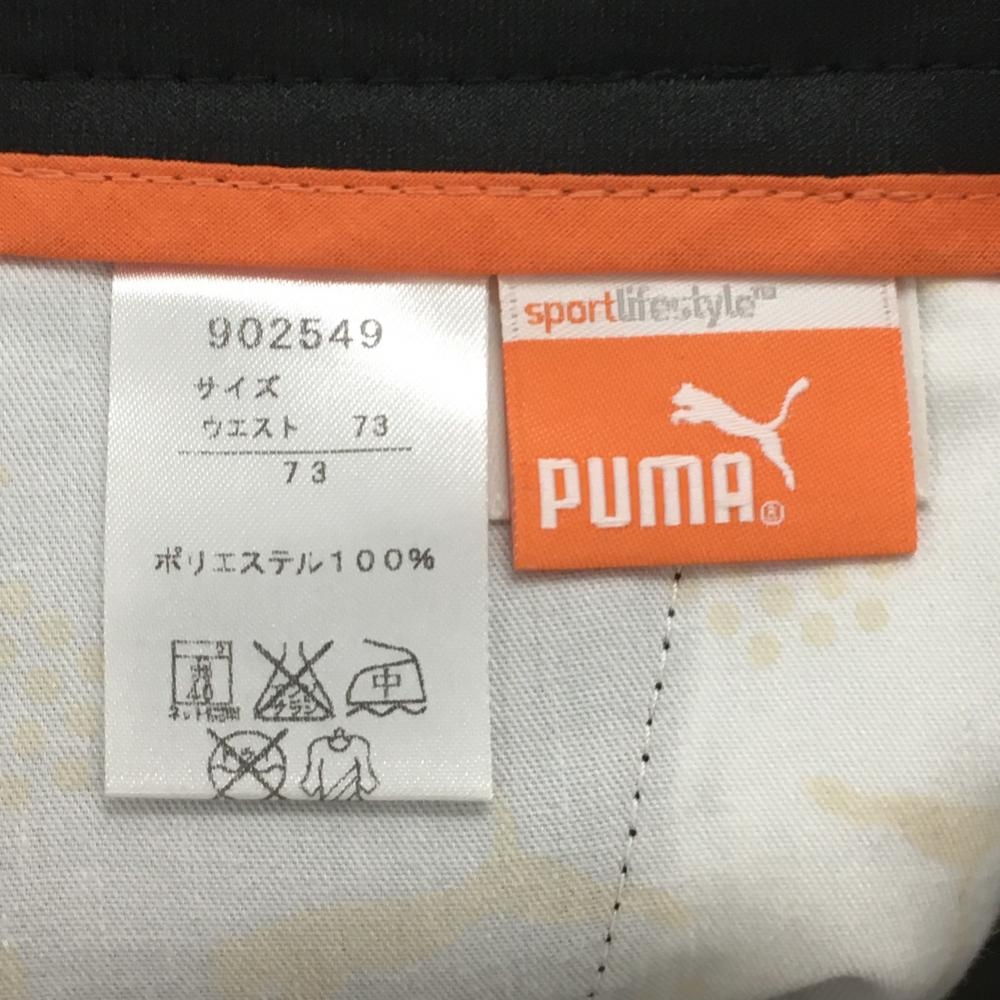 902549
サイズ
ウエスト 73
73
ポリエステル100%
中
sportlifestyle™
PUMA®